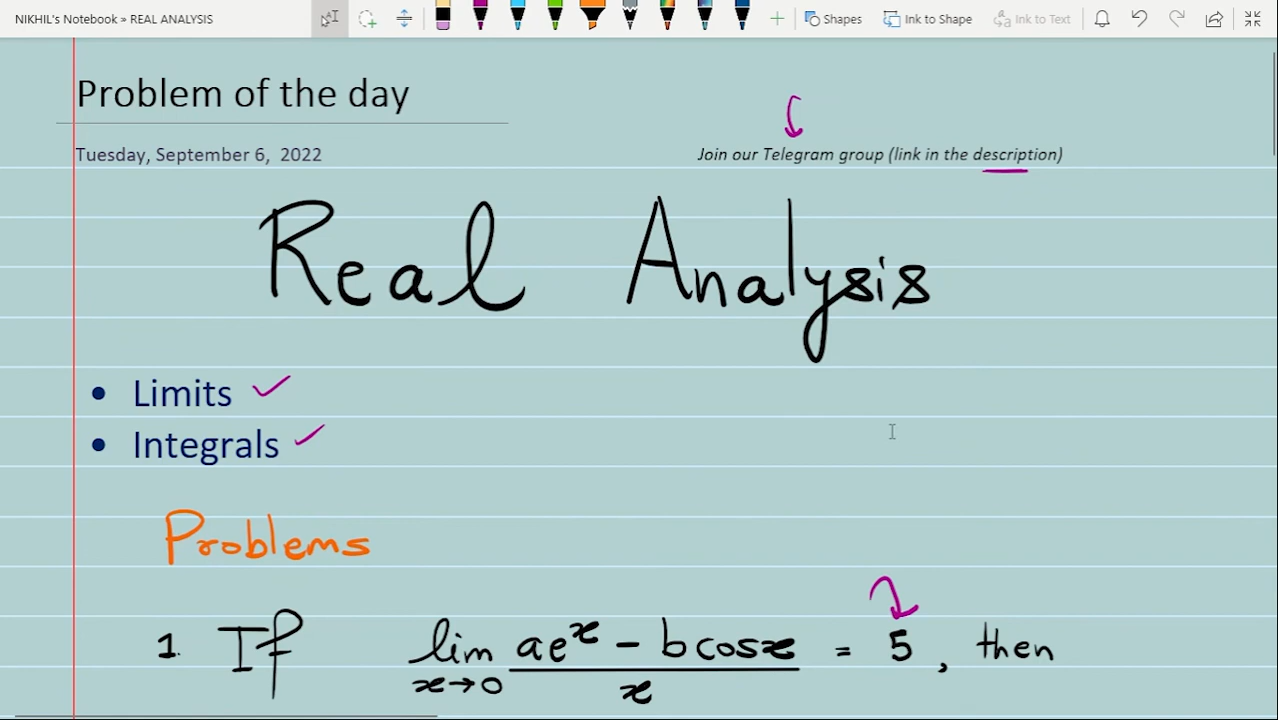 NIKHIL's Notebook » REAL ANALYSIS
Shapes
Ink to Shape
Ink to Text
Problem of the day
Tuesday, September 6, 2022
Join our Telegram group (link in the description)
Real Analysis
• Limits ✓
• Integrals ✓
Problems
1. If lim x→0 (ae^x − b cos x)/x = 5, then